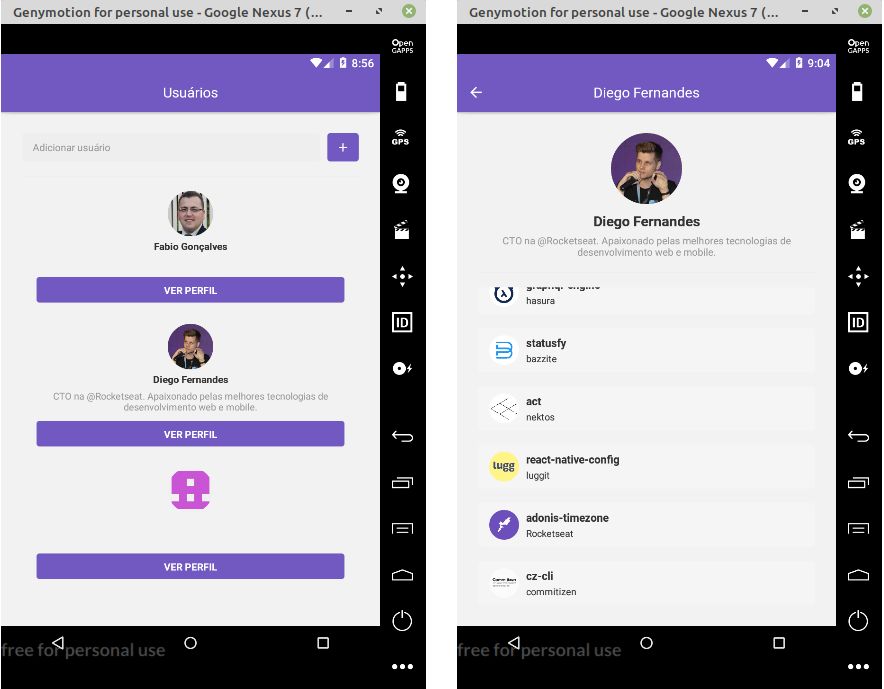 Genymotion for personal use - Google Nexus 7 (...
Open
GAPPS
8:56
Usuários
Adicionar usuário
+
GPS
Fabio Gonçalves
VER PERFIL
ID
Diego Fernandes
CTO na @Rocketseat. Apaixonado pelas melhores tecnologias de
desenvolvimento web e mobile.
VER PERFIL
VER PERFIL
free for personal use
Genymotion for personal use - Google Nexus 7 (...
Open
GAPPS
9:04
Diego Fernandes
GPS
Diego Fernandes
CTO na @Rocketseat. Apaixonado pelas melhores tecnologias de
desenvolvimento web e mobile.
graphql-engine
hasura
ID
statusfy
bazzite
act
nektos
lugg
react-native-config
luggit
adonis-timezone
Rocketseat
cz-cli
commitizen
free for personal use